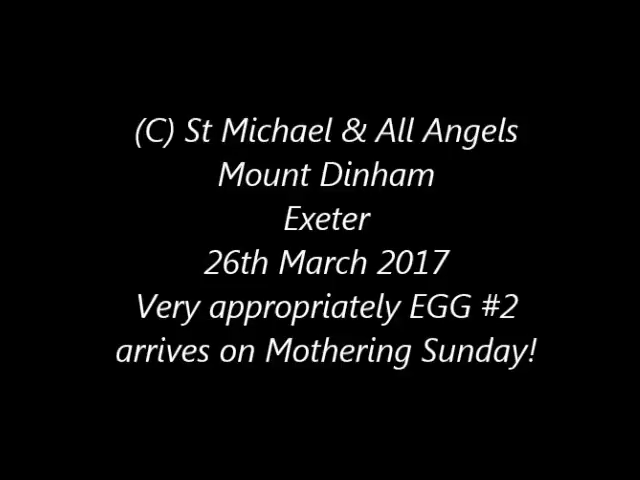 (C) St Michael & All Angels
Mount Dinham
Exeter
26th March 2017
Very appropriately EGG #2
arrives on Mothering Sunday!